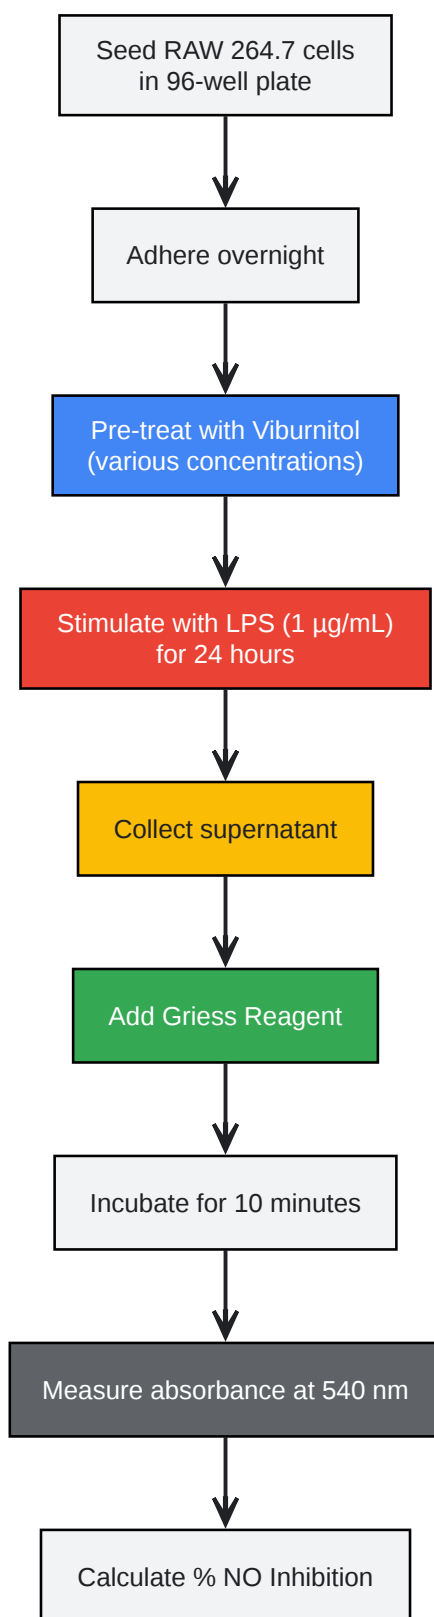 Seed RAW 264.7 cells
in 96-well plate
Adhere overnight
Pre-treat with Viburnitol
(various concentrations)
Stimulate with LPS (1 µg/mL)
for 24 hours
Collect supernatant
Add Griess Reagent
Incubate for 10 minutes
Measure absorbance at 540 nm
Calculate % NO Inhibition